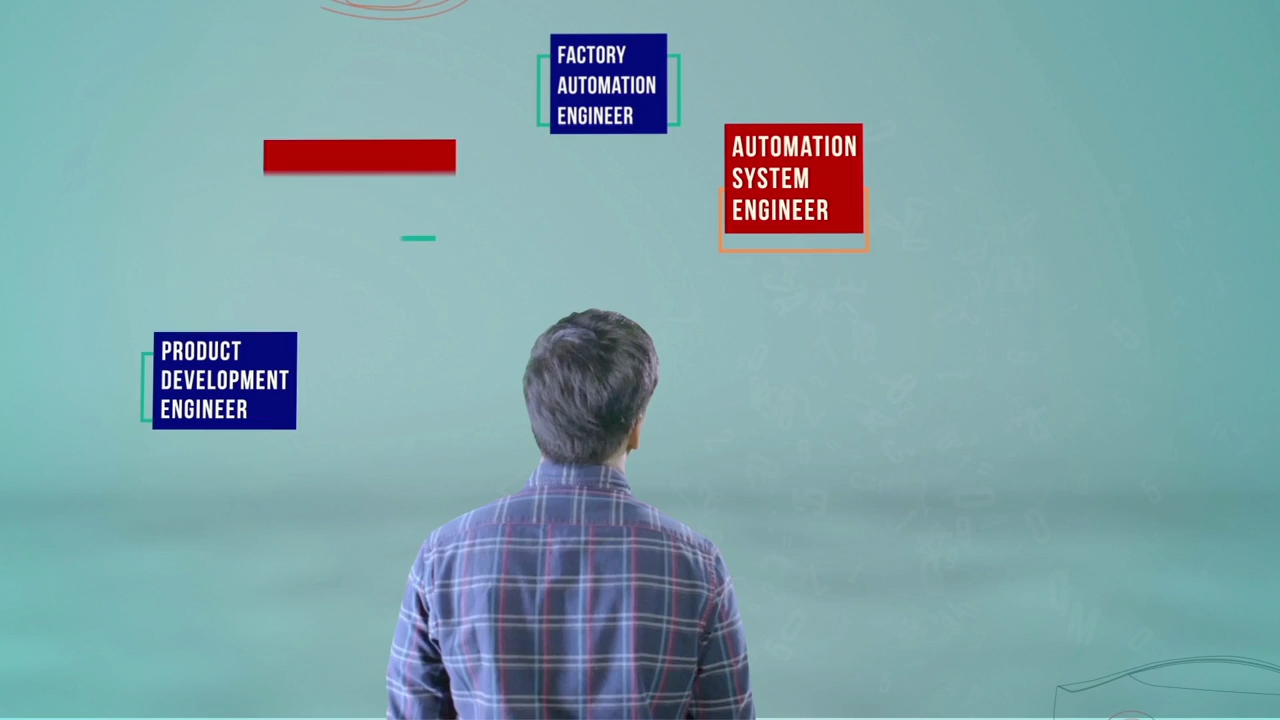 FACTORY
AUTOMATION
ENGINEER
AUTOMATION
SYSTEM
ENGINEER
PRODUCT
DEVELOPMENT
ENGINEER